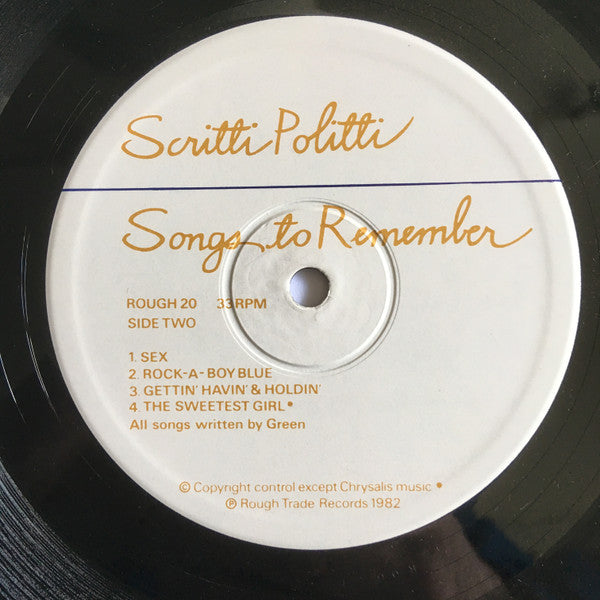 Scritti Politti
Songs to Remember
ROUGH 20 33RPM
SIDE TWO
1. SEX
2. ROCK-A-BOY BLUE
3. GETTIN' HAVIN' & HOLDIN'
4. THE SWEETEST GIRL •
All songs written by Green
© Copyright control except Chrysalis music •
℗ Rough Trade Records 1982